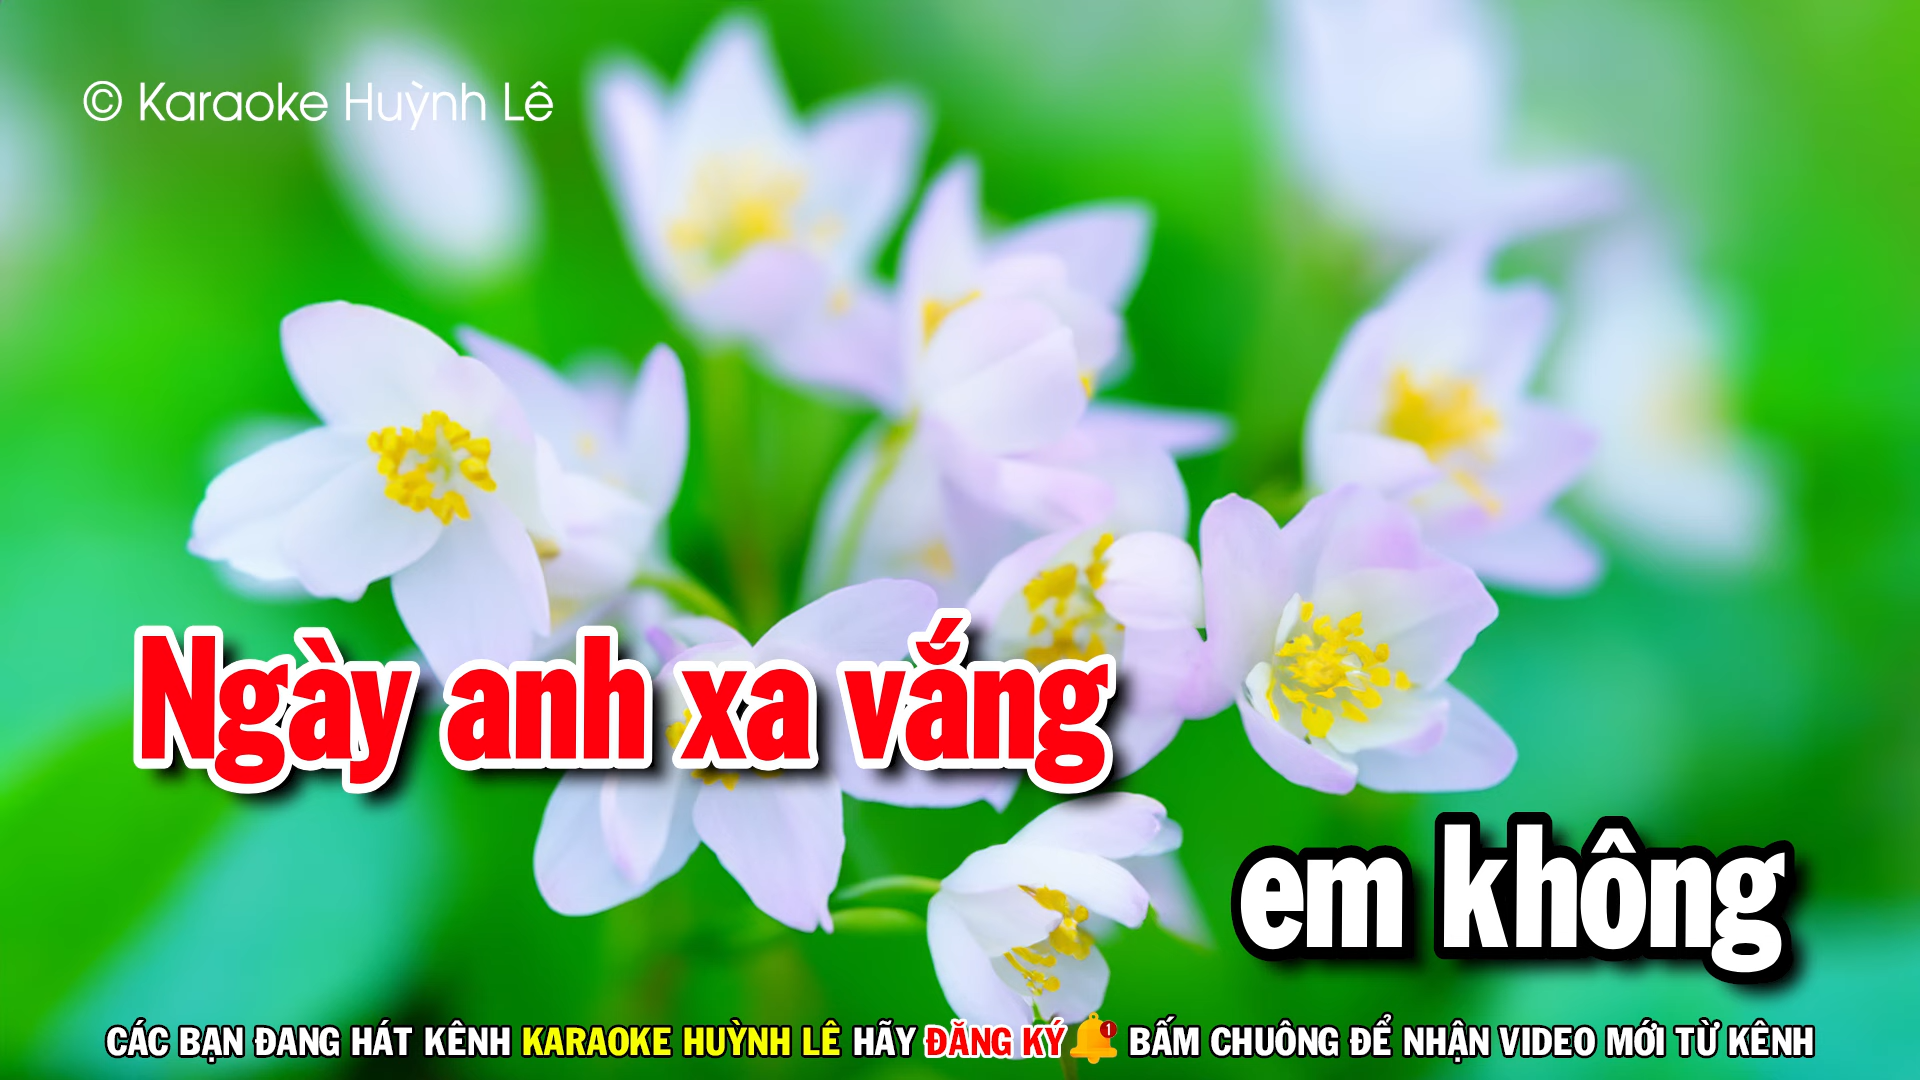 © Karaoke Huỳnh Lê
Ngày anh xa vắng
em không
CÁC BẠN ĐANG HÁT KÊNH KARAOKE HUỲNH LÊ HÃY ĐĂNG KÝ 1 BẤM CHUÔNG ĐỂ NHẬN VIDEO MỚI TỪ KÊNH